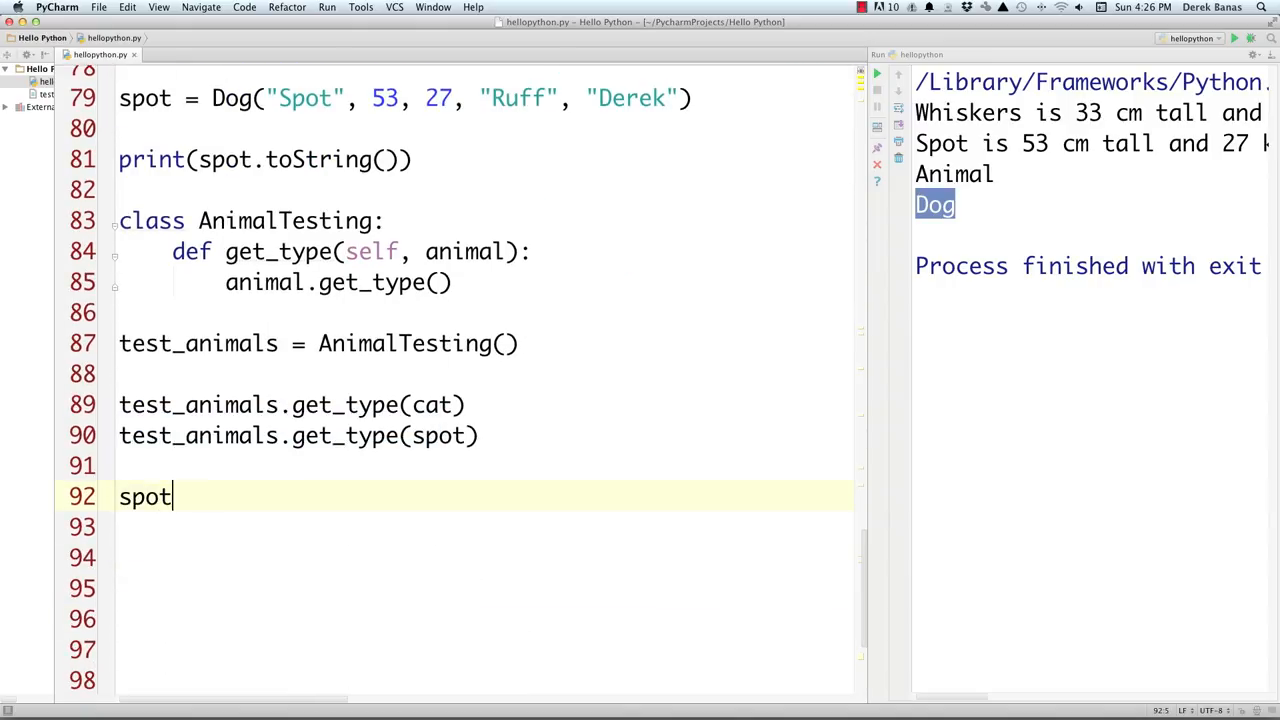 PyCharm File Edit View Navigate Code Refactor Run Tools VCS Window Help 10 Sun 4:26 PM Derek Banas
hellopython.py – Hello Python – [~/PycharmProjects/Hello Python]
Hello Python hellopython.py hellopython
hellopython.py Run hellopython
Hello P
hell
test
Extern
78
79 spot = Dog("Spot", 53, 27, "Ruff", "Derek")
80
81 print(spot.toString())
82
83 class AnimalTesting:
84 def get_type(self, animal):
85 animal.get_type()
86
87 test_animals = AnimalTesting()
88
89 test_animals.get_type(cat)
90 test_animals.get_type(spot)
91
92 spot
93
94
95
96
97
98
/Library/Frameworks/Python.
Whiskers is 33 cm tall and
Spot is 53 cm tall and 27 k
Animal
Dog
Process finished with exit
92:5 LF UTF-8